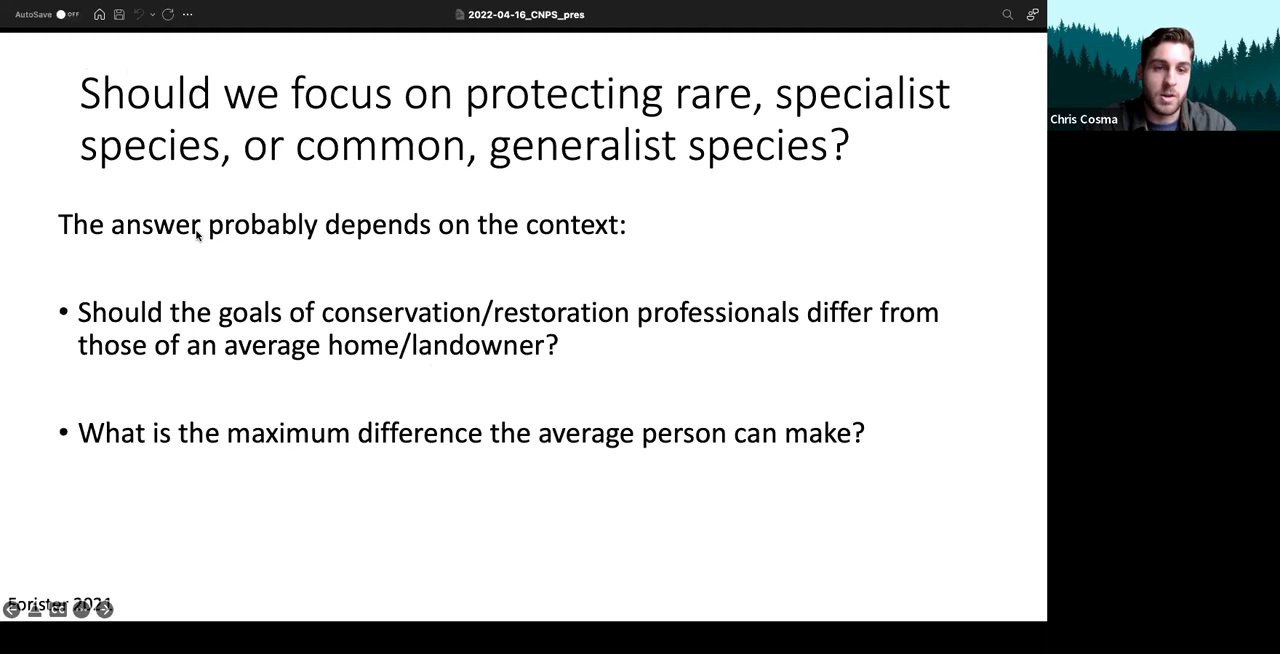 AutoSave OFF
2022-04-16_CNPS_pres
Should we focus on protecting rare, specialist
species, or common, generalist species?
Chris Cosma
The answer probably depends on the context:
• Should the goals of conservation/restoration professionals differ from
those of an average home/landowner?
• What is the maximum difference the average person can make?
Forister 2021